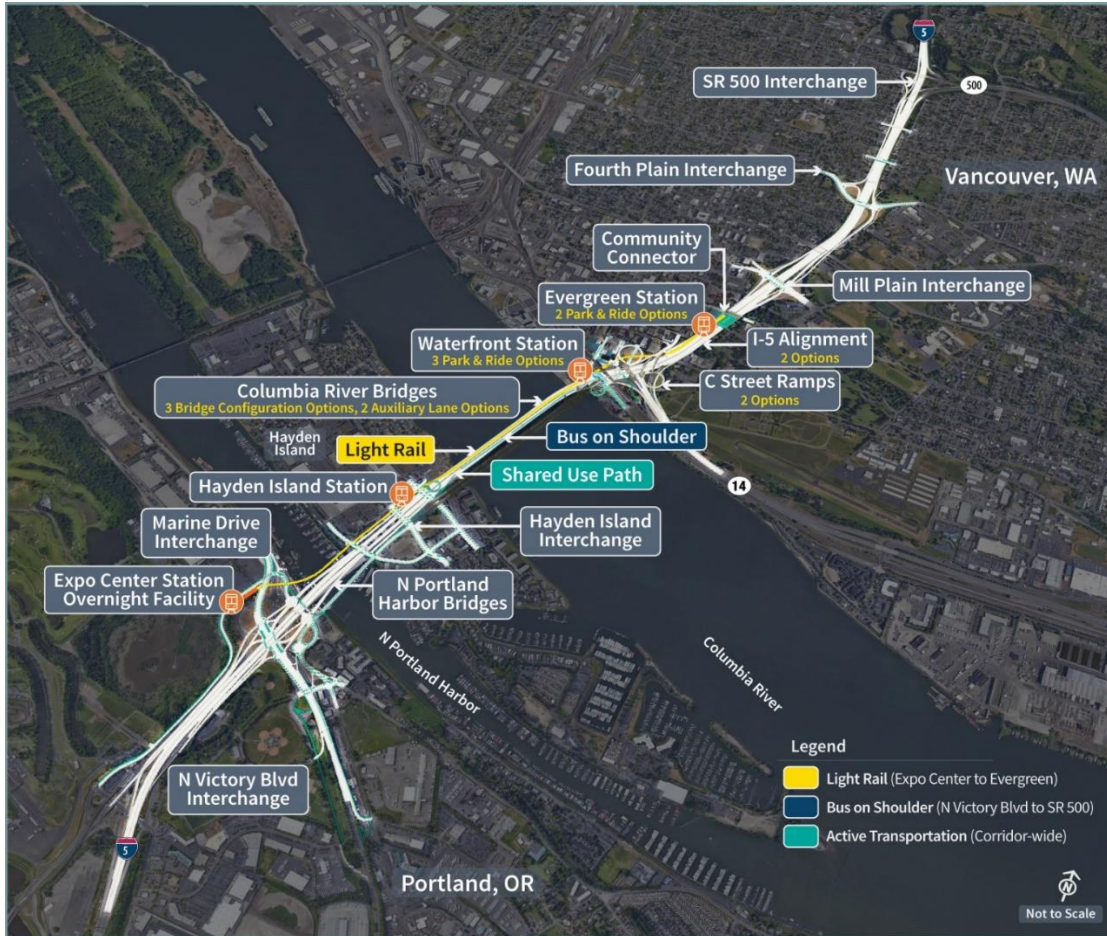 5
SR 500 Interchange
500
Fourth Plain Interchange
Vancouver, WA
Community
Connector
Mill Plain Interchange
Evergreen Station
2 Park & Ride Options
I-5 Alignment
2 Options
Waterfront Station
3 Park & Ride Options
C Street Ramps
2 Options
Columbia River Bridges
3 Bridge Configuration Options, 2 Auxiliary Lane Options
Hayden
Island
Light Rail
Bus on Shoulder
Shared Use Path
14
Hayden Island Station
Hayden Island
Interchange
Marine Drive
Interchange
Expo Center Station
Overnight Facility
N Portland
Harbor Bridges
N Portland Harbor
Columbia River
N Victory Blvd
Interchange
5
Portland, OR
Legend
Light Rail (Expo Center to Evergreen)
Bus on Shoulder (N Victory Blvd to SR 500)
Active Transportation (Corridor-wide)
N
Not to Scale